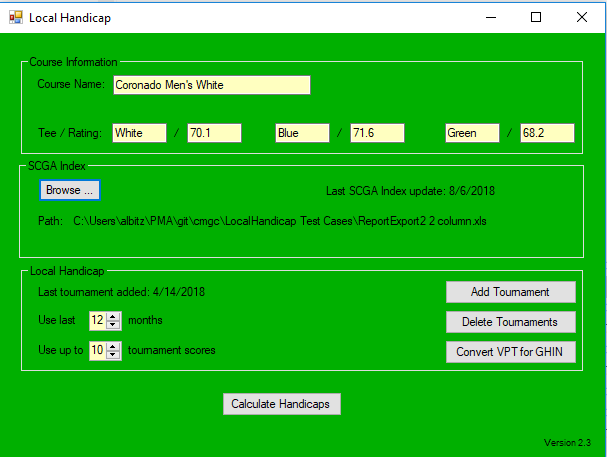 Local Handicap
Course Information
Course Name: Coronado Men's White
Tee / Rating: White / 70.1 Blue / 71.6 Green / 68.2
SCGA Index
Browse ... Last SCGA Index update: 8/6/2018
Path: C:\Users\albitz\PMA\git\cmgc\LocalHandicap Test Cases\ReportExport2 2 column.xls
Local Handicap
Last tournament added: 4/14/2018 Add Tournament
Use last 12 months Delete Tournaments
Use up to 10 tournament scores Convert VPT for GHIN
Calculate Handicaps
Version 2.3